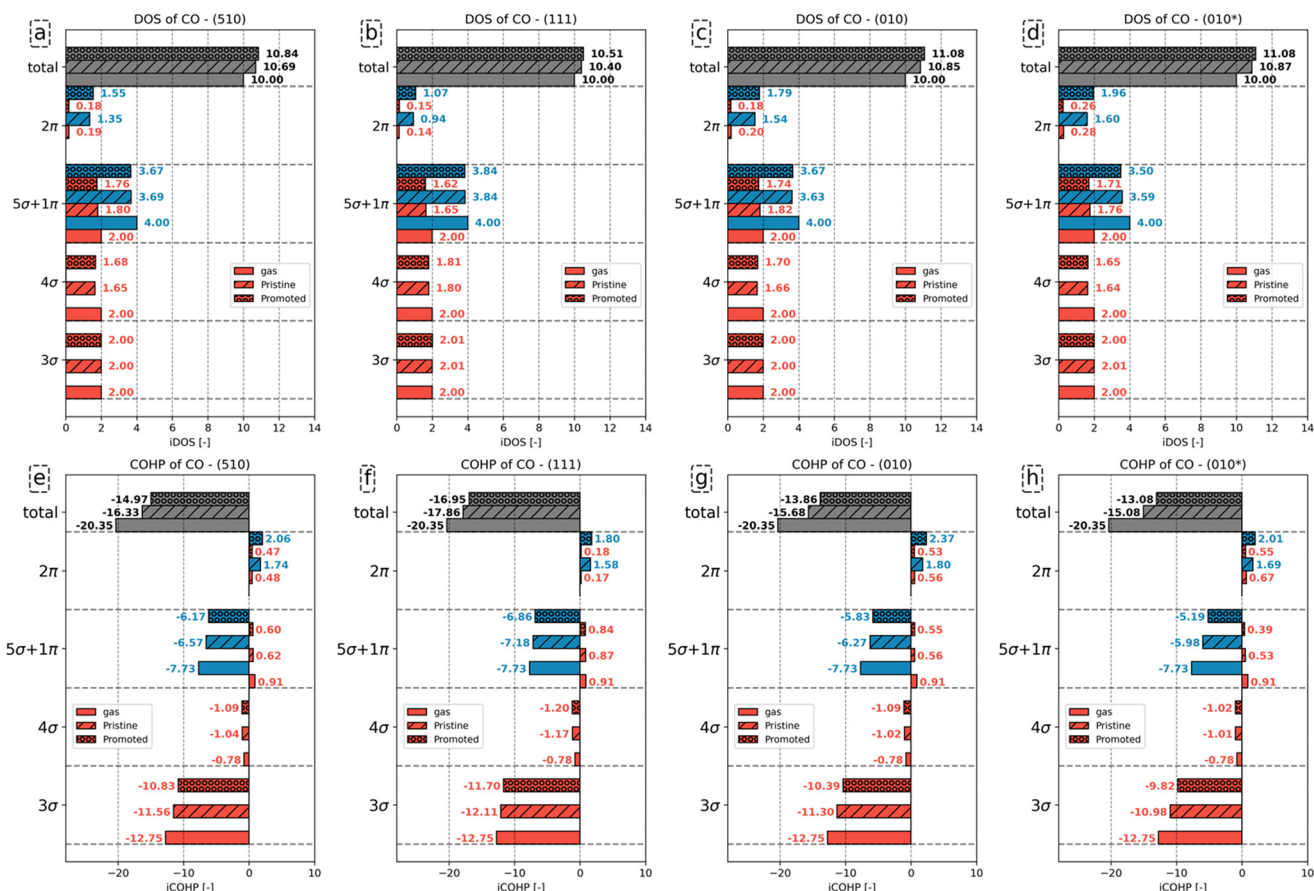 a
DOS of CO - (510)
total
10.84
10.69
10.00
2π
1.55
0.18
1.35
0.19
5σ+1π
3.67
1.76
3.69
1.80
4.00
2.00
4σ
1.68
1.65
2.00
gas
Pristine
Promoted
3σ
2.00
2.00
2.00
0 2 4 6 8 10 12 14
iDOS [-]
b
DOS of CO - (111)
total
10.51
10.40
10.00
2π
1.07
0.15
0.94
0.14
5σ+1π
3.84
1.62
3.84
1.65
4.00
2.00
4σ
1.81
1.80
2.00
gas
Pristine
Promoted
3σ
2.01
2.01
2.00
0 2 4 6 8 10 12 14
iDOS [-]
c
DOS of CO - (010)
total
11.08
10.85
10.00
2π
1.79
0.18
1.54
0.20
5σ+1π
3.67
1.74
3.63
1.82
4.00
2.00
4σ
1.70
1.66
2.00
gas
Pristine
Promoted
3σ
2.00
2.00
2.00
0 2 4 6 8 10 12 14
iDOS [-]
d
DOS of CO - (010*)
total
11.08
10.87
10.00
2π
1.96
0.26
1.60
0.28
5σ+1π
3.50
1.71
3.59
1.76
4.00
2.00
4σ
1.65
1.64
2.00
gas
Pristine
Promoted
3σ
2.00
2.01
2.00
0 2 4 6 8 10 12 14
iDOS [-]
e
COHP of CO - (510)
total
-14.97
-16.33
-20.35
2π
2.06
0.47
1.74
0.48
5σ+1π
-6.17
0.60
-6.57
0.62
-7.73
0.91
4σ
-1.09
-1.04
-0.78
gas
Pristine
Promoted
3σ
-10.83
-11.56
-12.75
−20 −10 0 10
iCOHP [-]
f
COHP of CO - (111)
total
-16.95
-17.86
-20.35
2π
1.80
0.18
1.58
0.17
5σ+1π
-6.86
0.84
-7.18
0.87
-7.73
0.91
4σ
-1.20
-1.17
-0.78
gas
Pristine
Promoted
3σ
-11.70
-12.11
-12.75
−20 −10 0 10
iCOHP [-]
g
COHP of CO - (010)
total
-13.86
-15.68
-20.35
2π
2.37
0.53
1.80
0.56
5σ+1π
-5.83
0.55
-6.27
0.56
-7.73
0.91
4σ
-1.09
-1.02
-0.78
gas
Pristine
Promoted
3σ
-10.39
-11.30
-12.75
−20 −10 0 10
iCOHP [-]
h
COHP of CO - (010*)
total
-13.08
-15.08
-20.35
2π
2.01
0.55
1.69
0.67
5σ+1π
-5.19
0.39
-5.98
0.53
-7.73
0.91
4σ
-1.02
-1.01
-0.78
gas
Pristine
Promoted
3σ
-9.82
-10.98
-12.75
−20 −10 0 10
iCOHP [-]